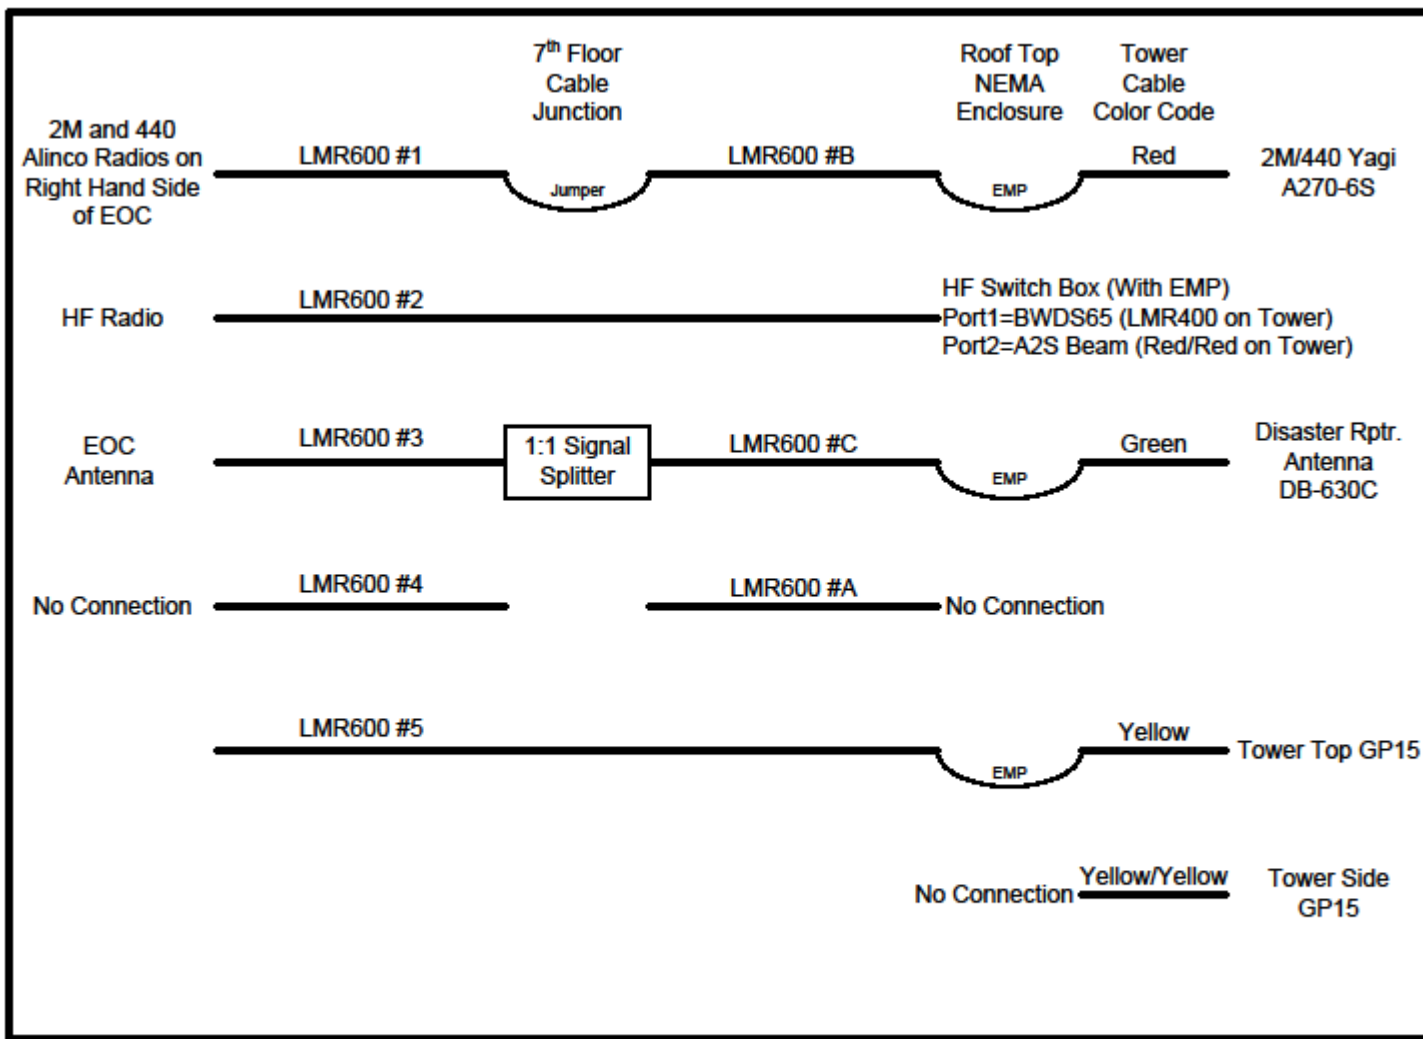 7th Floor
Cable
Junction
Roof Top
NEMA
Enclosure
Tower
Cable
Color Code
2M and 440
Alinco Radios on
Right Hand Side
of EOC
LMR600 #1
Jumper
LMR600 #B
EMP
Red
2M/440 Yagi
A270-6S
HF Radio
LMR600 #2
HF Switch Box (With EMP)
Port1=BWDS65 (LMR400 on Tower)
Port2=A2S Beam (Red/Red on Tower)
EOC
Antenna
LMR600 #3
1:1 Signal
Splitter
LMR600 #C
EMP
Green
Disaster Rptr.
Antenna
DB-630C
No Connection
LMR600 #4
LMR600 #A
No Connection
LMR600 #5
EMP
Yellow
Tower Top GP15
No Connection
Yellow/Yellow
Tower Side
GP15